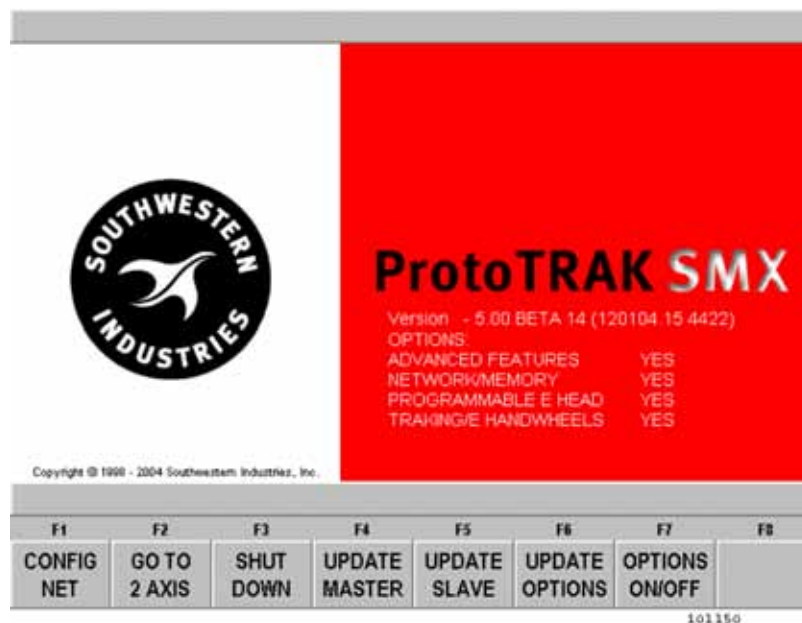 SOUTHWESTERN
INDUSTRIES
ProtoTRAK SMX
Version - 5.00 BETA 14 (120104.15 4422)
OPTIONS:
ADVANCED FEATURES YES
NETWORK/MEMORY YES
PROGRAMMABLE E HEAD YES
TRAKING/E HANDWHEELS YES
Copyright © 1998 - 2004 Southwestern Industries, Inc.
F1 F2 F3 F4 F5 F6 F7 F8
CONFIG NET
GO TO 2 AXIS
SHUT DOWN
UPDATE MASTER
UPDATE SLAVE
UPDATE OPTIONS
OPTIONS ON/OFF
i01150